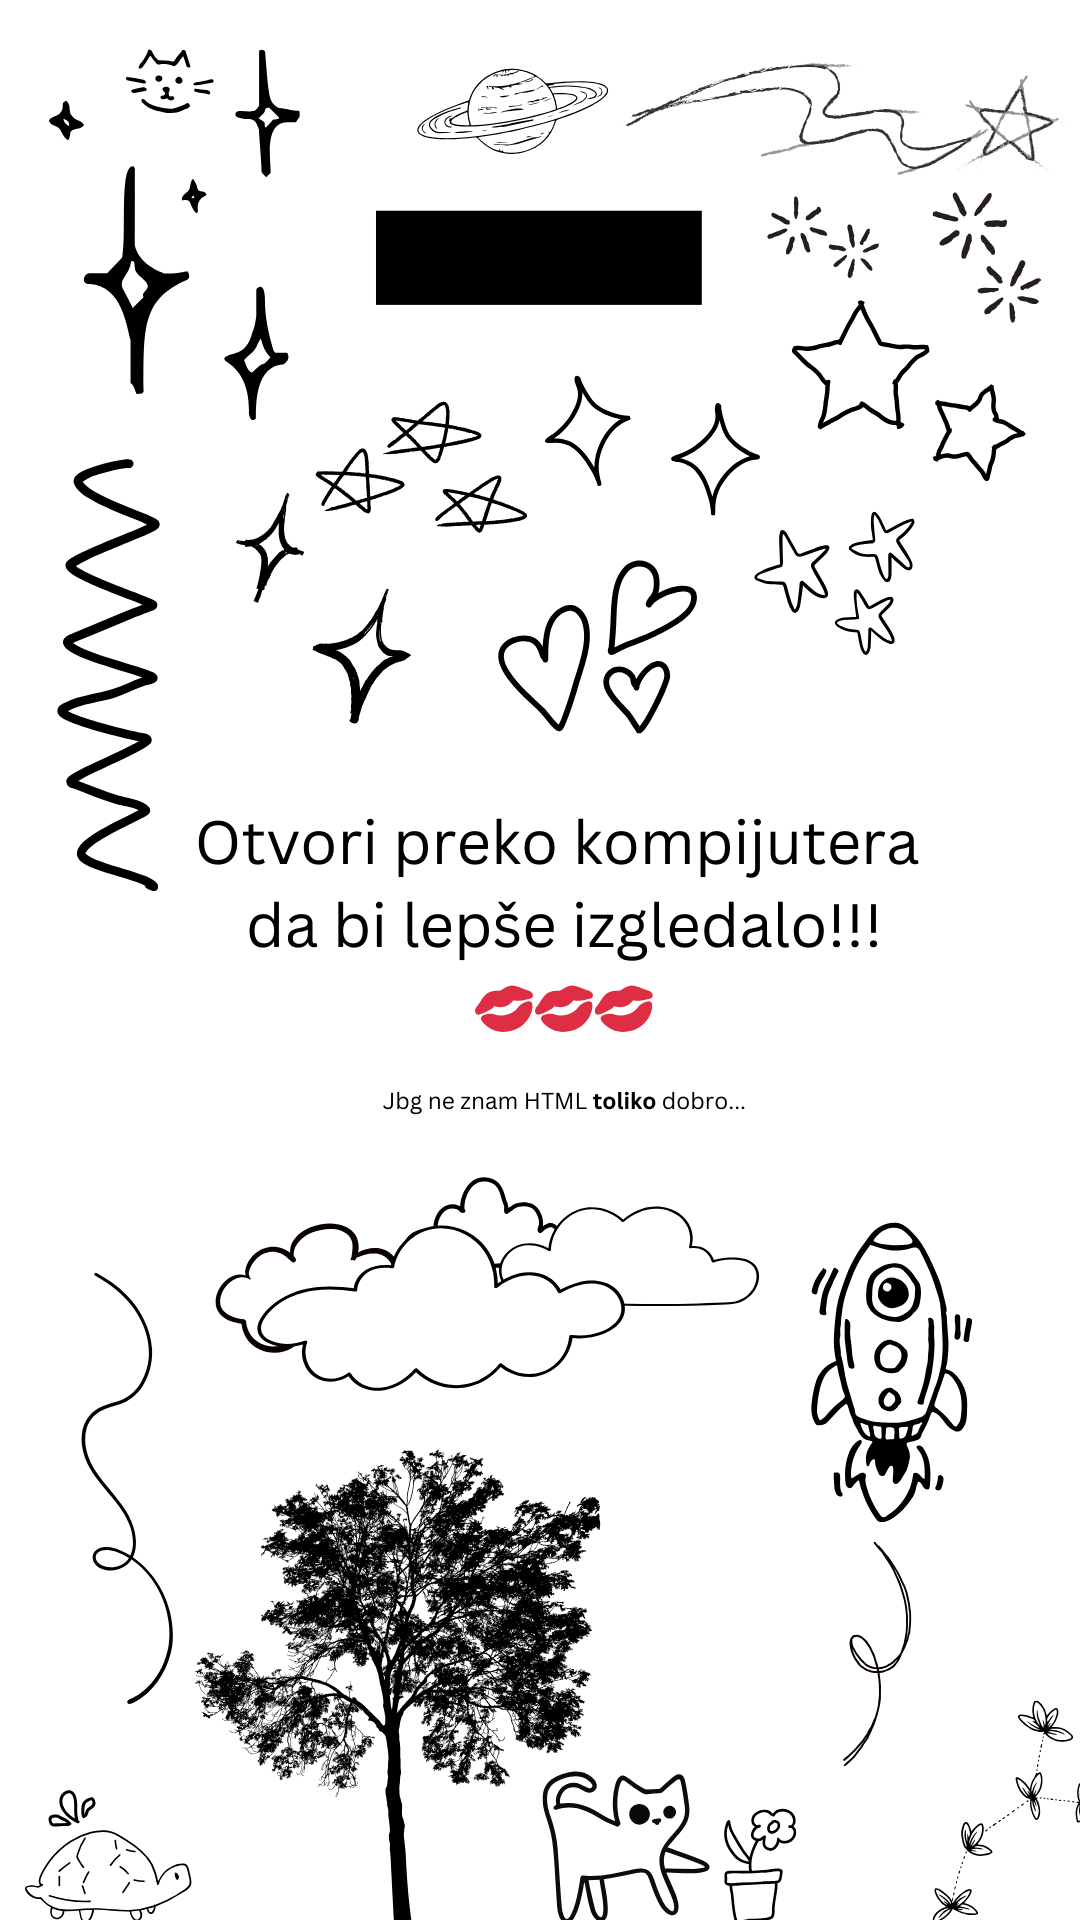 Otvori preko kompijutera
da bi lepše izgledalo!!!
💋💋💋
Jbg ne znam HTML toliko dobro...